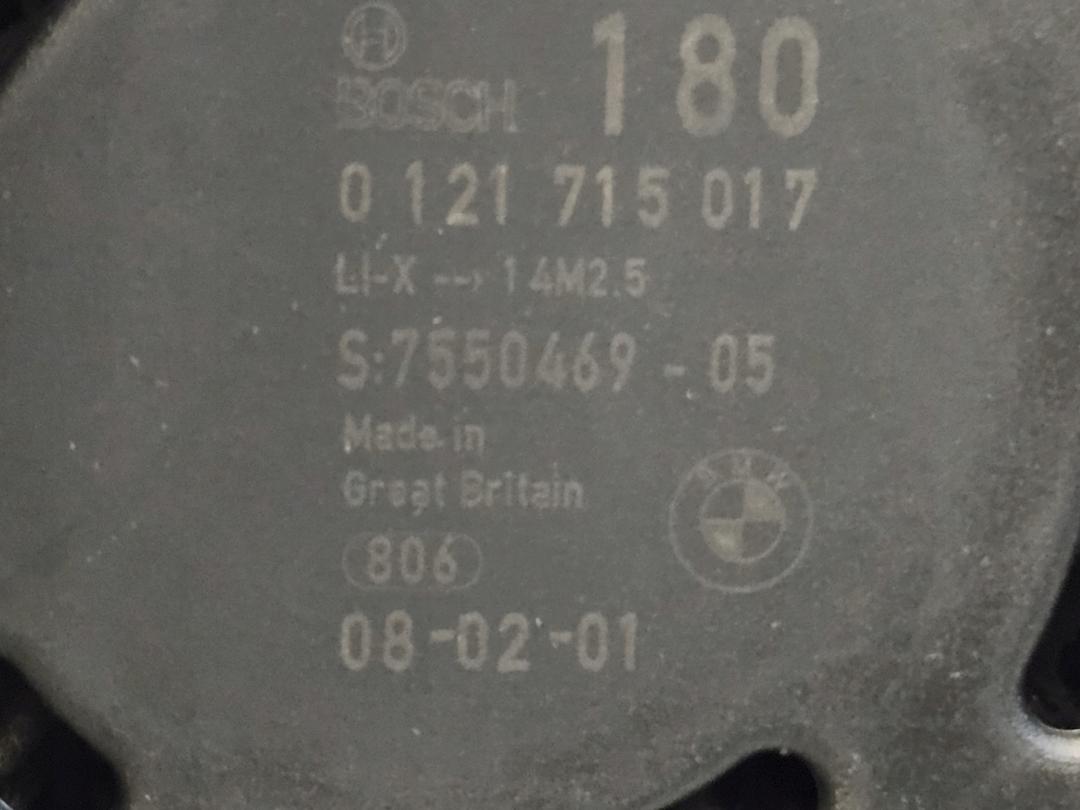 BOSCH 180
0 121 715 017
LI-X --> 14M2.5
S:7550469 - 05
Made in
Great Britain
BMW
806
08-02-01